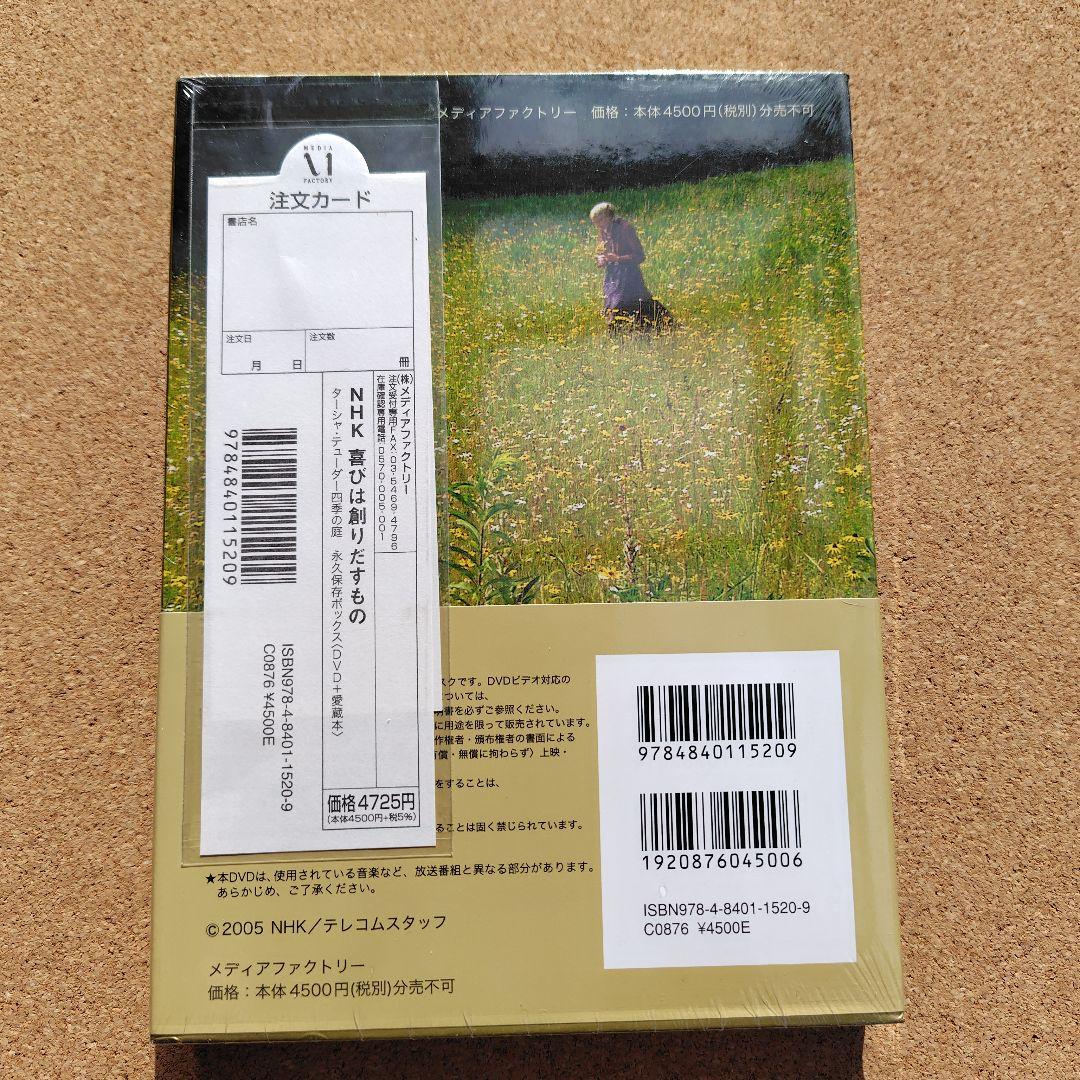 メディアファクトリー 価格：本体4500円(税別)分売不可
MEDIA
FACTORY
注文カード
書店名
注文日
月 日
注文数
冊
(株)メディアファクトリー
注文受付専用FAX:03-5469-4796
在庫確認専用電話:0570-005-001
NHK 喜びは創りだすもの
ターシャ・テューダー四季の庭 永久保存ボックス〈DVD+愛蔵本〉
価格4725円
(本体4500円+税5%)
9784840115209
ISBN978-4-8401-1520-9
C0876 ¥4500E
スクです。DVDビデオ対応の
ついては、
明書を必ずご参照ください。
に用途を限って販売されています。
作権者・頒布権者の書面による
有償・無償に拘わらず）上映・
をすることは、
ることは固く禁じられています。
★本DVDは、使用されている音楽など、放送番組と異なる部分があります。
あらかじめ、ご了承ください。
©2005 NHK／テレコムスタッフ
メディアファクトリー
価格：本体4500円(税別)分売不可
9784840115209
1920876045006
ISBN978-4-8401-1520-9
C0876 ¥4500E